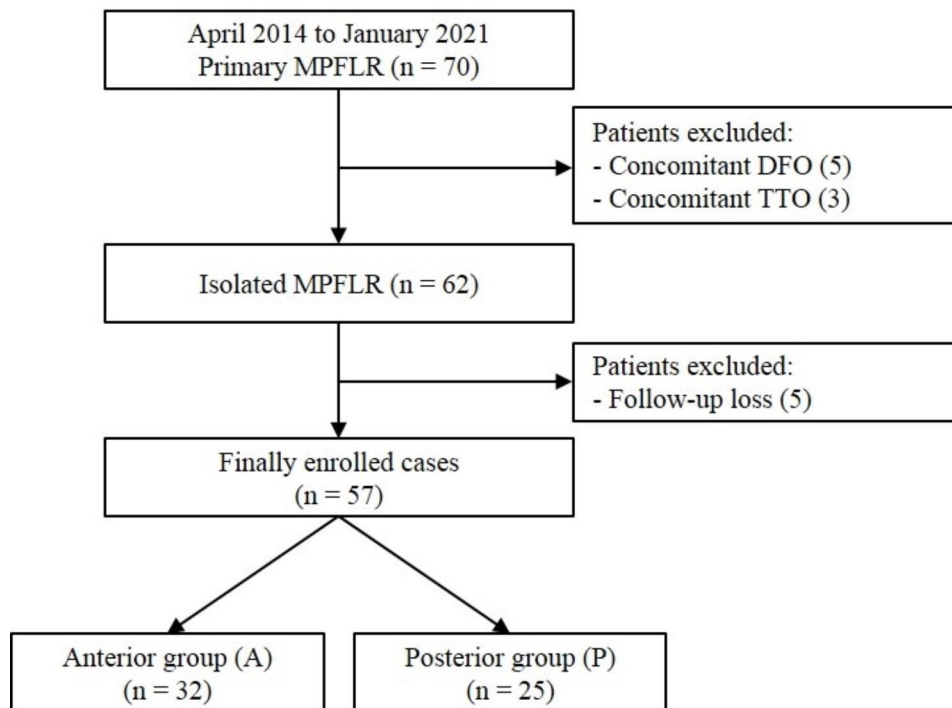 April 2014 to January 2021
Primary MPFLR (n = 70)
Patients excluded:
- Concomitant DFO (5)
- Concomitant TTO (3)
Isolated MPFLR (n = 62)
Patients excluded:
- Follow-up loss (5)
Finally enrolled cases
(n = 57)
Anterior group (A)
(n = 32)
Posterior group (P)
(n = 25)